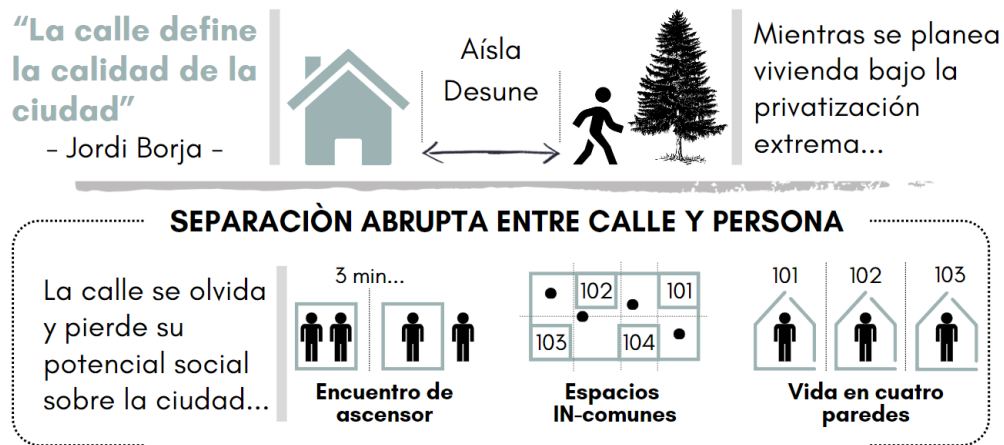 “La calle define
la calidad de la
ciudad”
- Jordi Borja -
Aísla
Desune
Mientras se planea
vivienda bajo la
privatización
extrema...
SEPARACIÒN ABRUPTA ENTRE CALLE Y PERSONA
La calle se olvida
y pierde su
potencial social
sobre la ciudad...
3 min...
Encuentro de
ascensor
102
101
103
104
Espacios
IN-comunes
101
102
103
Vida en cuatro
paredes